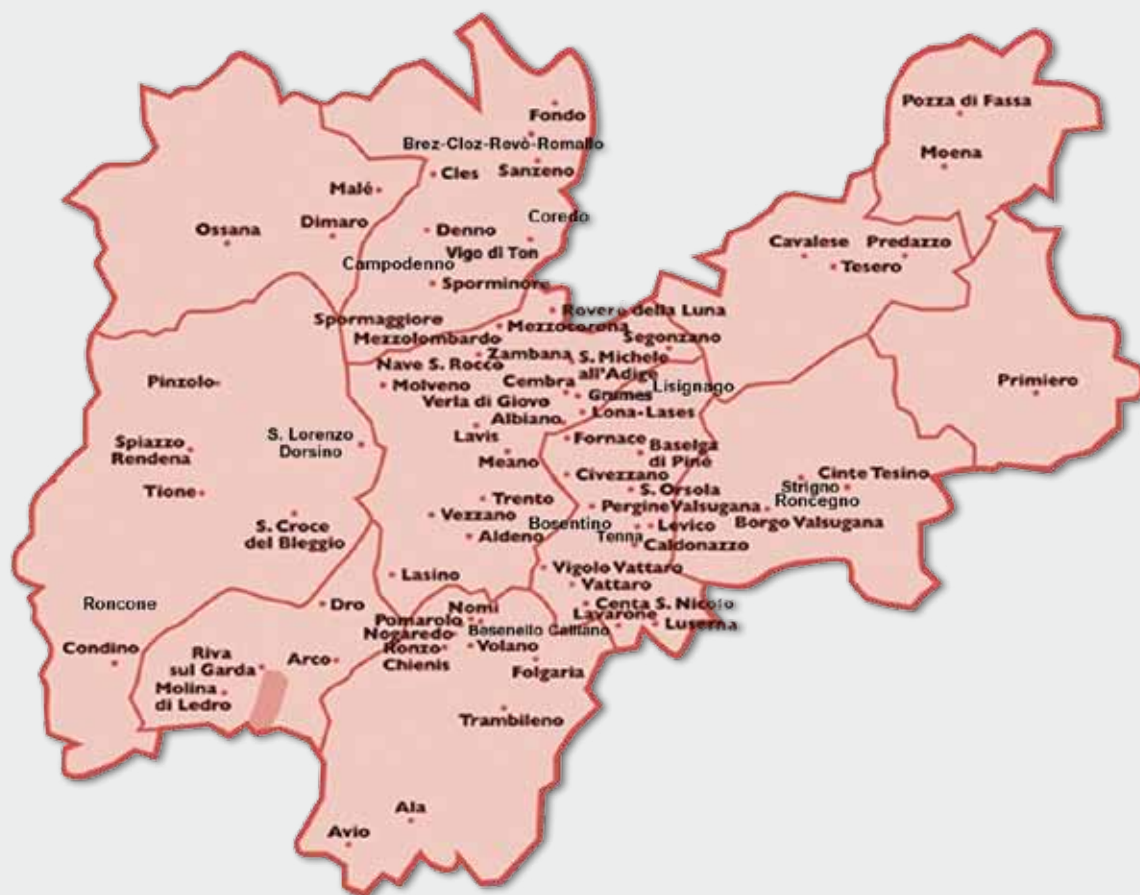 Fondo
Brez-Cloz-Revò-Romallo
Cles
Sanzeno
Malé
Ossana
Dimaro
Denno
Coredo
Vigo di Ton
Campodenno
Sporminore
Pozza di Fassa
Moena
Cavalese
Predazzo
Tesero
Roverè della Luna
Spormaggiore
Mezzocorona
Mezzolombardo
Segonzano
Zambana
Nave S. Rocco
S. Michele
all'Adige
Pinzolo
Molveno
Cembra
Grumes
Lisignago
Verla di Giovo
Albiano
Lona-Lases
Primiero
Spiazzo
Rendena
S. Lorenzo
Dorsino
Lavis
Fornace
Baselga
di Piné
Meano
Civezzano
Cinte Tesino
Tione
S. Orsola
Strigno
Trento
Pergine Valsugana
Roncegno
S. Croce
del Bleggio
Vezzano
Bosentino
Levico
Borgo Valsugana
Aldeno
Tenna
Caldonazzo
Lasino
Vigolo Vattaro
Vattaro
Roncone
Dro
Nomi
Centa S. Nicolo
Pomarolo
Lavarone
Luserna
Nogaredo
Besenello Calliano
Condino
Riva
sul Garda
Arco
Ronzo
Chienis
Volano
Folgaria
Molina
di Ledro
Trambileno
Ala
Avio